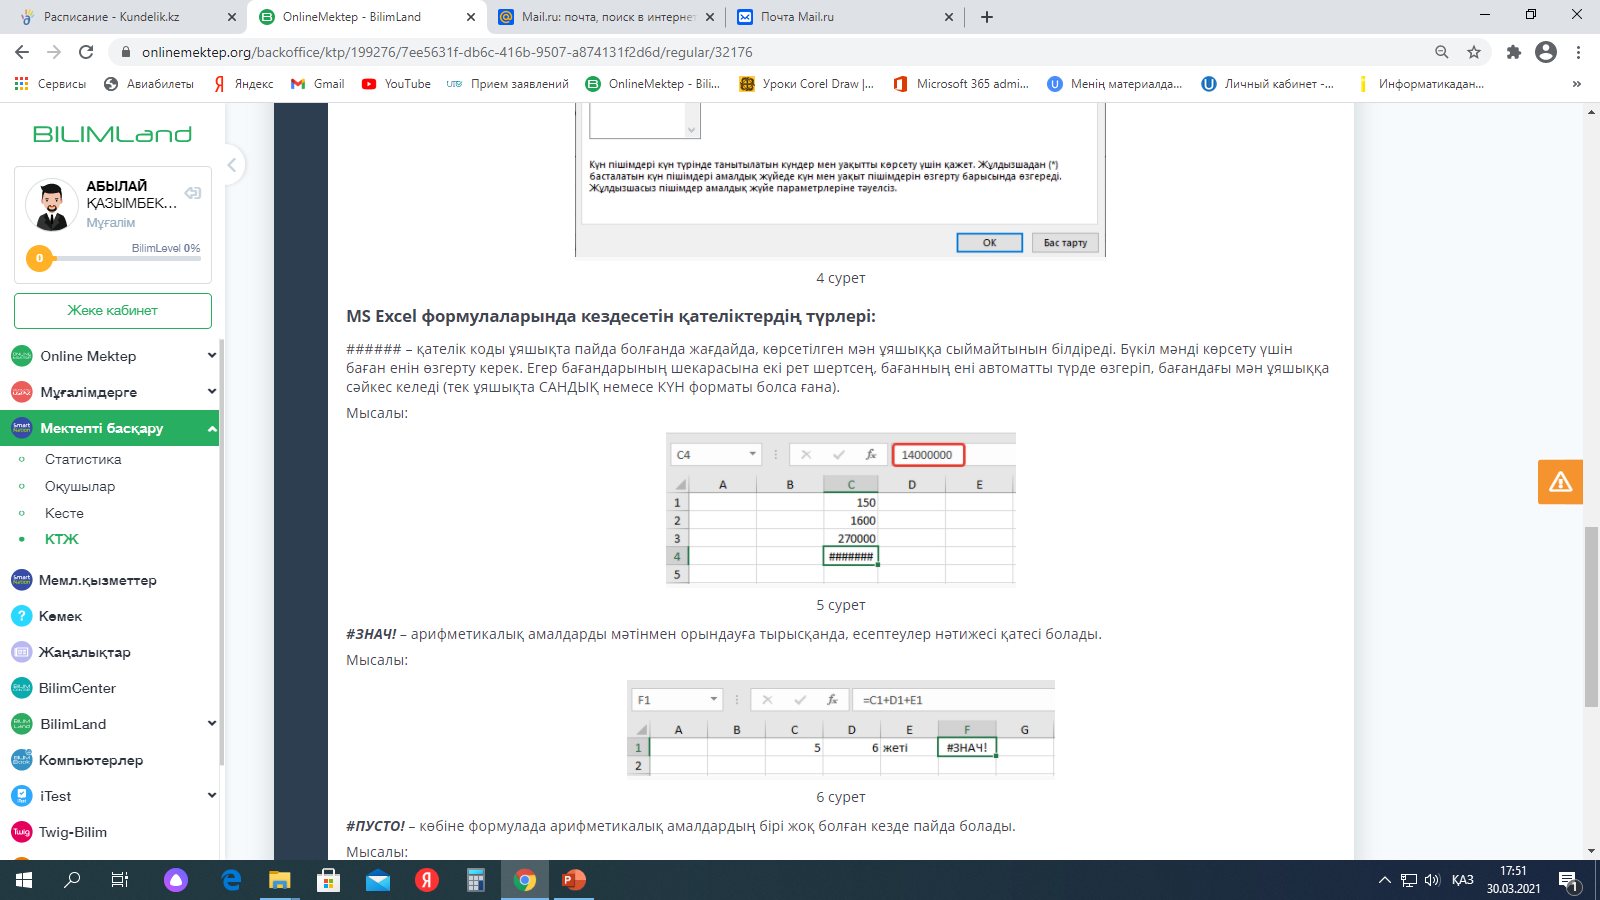 Расписание - Kundelik.kz
OnlineMektep - BilimLand
Mail.ru: почта, поиск в интернет
Почта Mail.ru
onlinemektep.org/backoffice/ktp/199276/7ee5631f-db6c-416b-9507-a874131f2d6d/regular/32176
Сервисы
Авиабилеты
Яндекс
Gmail
YouTube
Прием заявлений
OnlineMektep - Bili...
Уроки Corel Draw |...
Microsoft 365 admi...
Менің материалда...
Личный кабинет -...
Информатикадан...
BILIMLand
АБЫЛАЙ
ҚАЗЫМБЕК...
Мұғалім
BilimLevel 0%
0
Жеке кабинет
Online Mektep
Мұғалімдерге
Мектепті басқару
Статистика
Оқушылар
Кесте
КТЖ
Мемл.қызметтер
Көмек
Жаңалықтар
BilimCenter
BilimLand
Компьютерлер
iTest
Twig-Bilim
Күн пішімдері күн түрінде танытылатын күндер мен уақытты көрсету үшін қажет. Жұлдызшадан (*)
басталатын күн пішімдері амалдық жүйеде күн мен уақыт пішімдерін өзгерту барысында өзгереді.
Жұлдызшасыз пішімдер амалдық жүйе параметрлеріне тәуелсіз.
ОК
Бас тарту
4 сурет
MS Excel формулаларында кездесетін қателіктердің түрлері:
###### – қателік коды ұяшықта пайда болғанда жағдайда, көрсетілген мән ұяшыққа сыймайтынын білдіреді. Бүкіл мәнді көрсету үшін
баған енін өзгерту керек. Егер бағандарының шекарасына екі рет шертсең, бағанның ені автоматты түрде өзгеріп, бағандағы мән ұяшыққа
сәйкес келеді (тек ұяшықта САНДЫҚ немесе КҮН форматы болса ғана).
Мысалы:
C4
fx
14000000
A B C D E
1 150
2 1600
3 270000
4 #######
5
5 сурет
#ЗНАЧ! – арифметикалық амалдарды мәтінмен орындауға тырысқанда, есептеулер нәтижесі қатесі болады.
Мысалы:
F1
fx
=C1+D1+E1
A B C D E F G
1 5 6 жеті #ЗНАЧ!
2
6 сурет
#ПУСТО! – көбіне формулада арифметикалық амалдардың бірі жоқ болған кезде пайда болады.
Мысалы:
ҚАЗ
17:51
30.03.2021
1